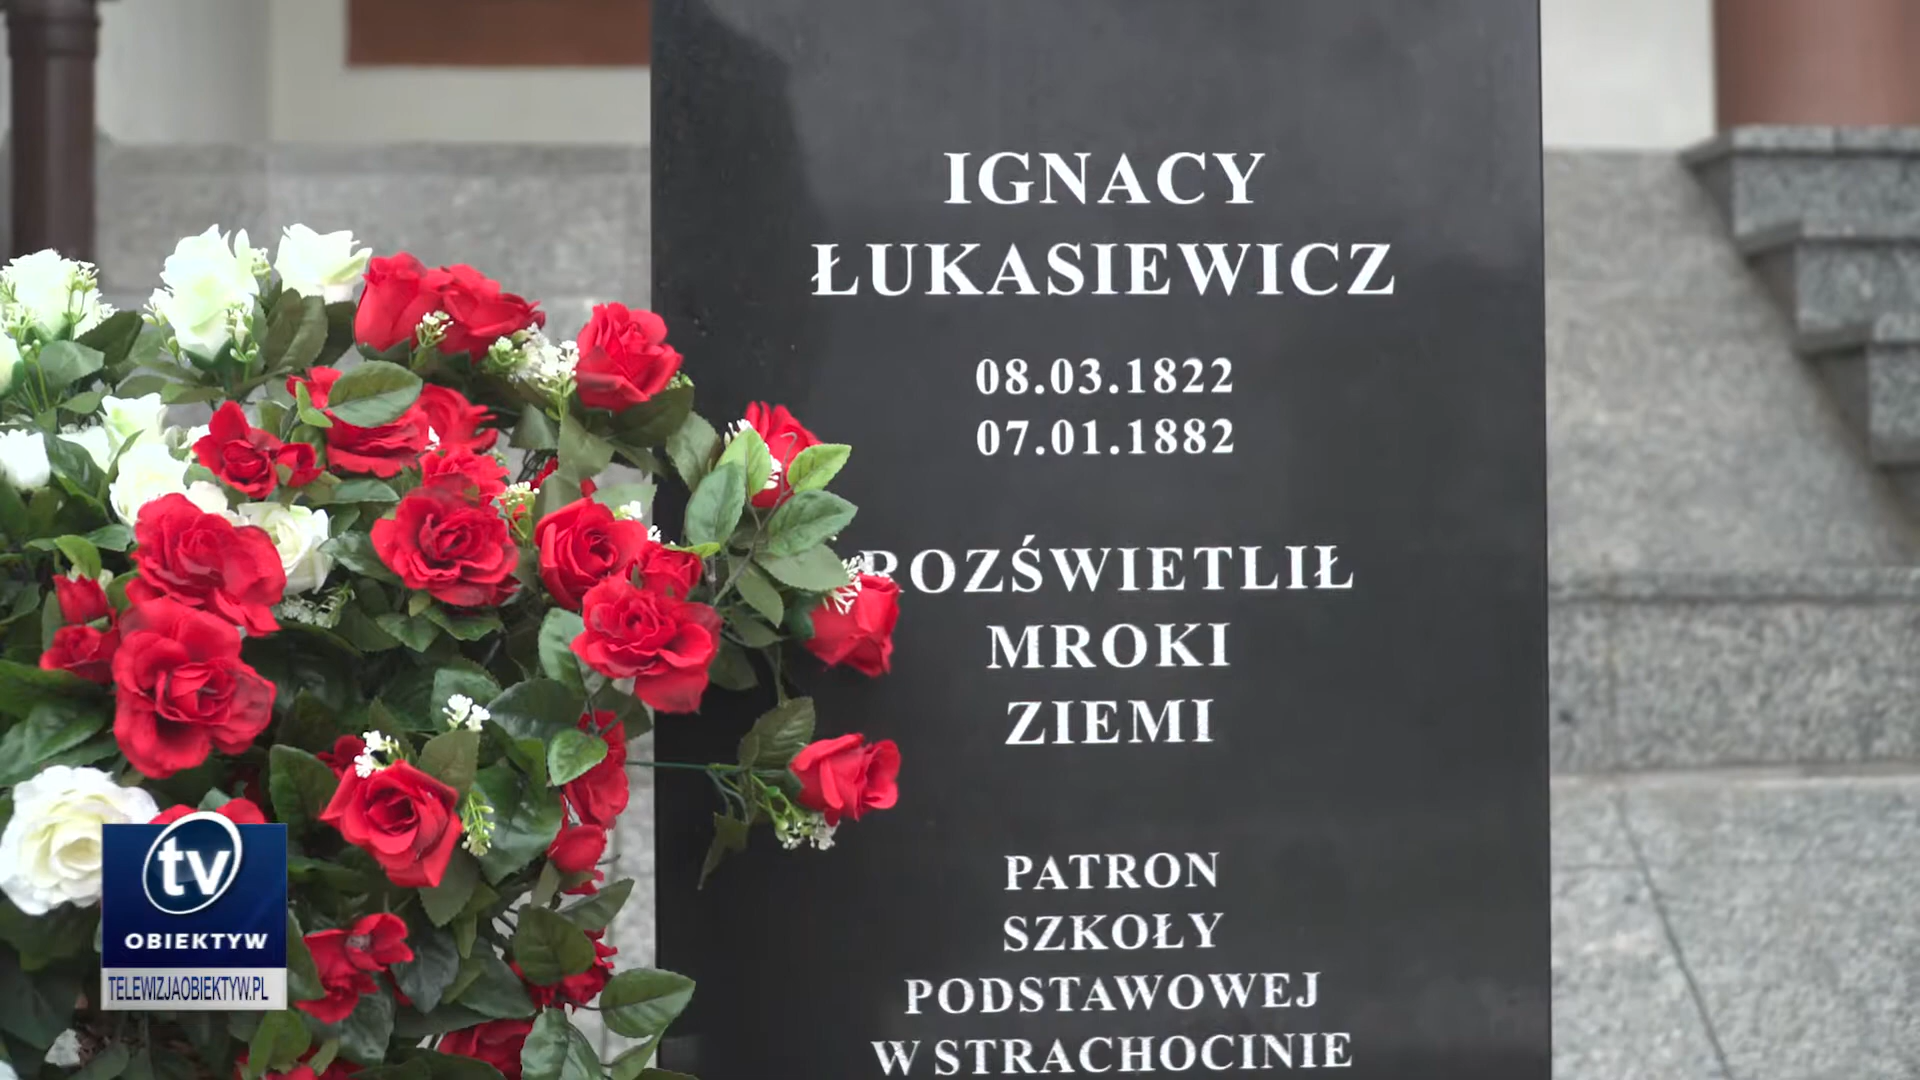 IGNACY
ŁUKASIEWICZ
08.03.1822
07.01.1882
ROZŚWIETLIŁ
MROKI
ZIEMI
PATRON
SZKOŁY
PODSTAWOWEJ
W STRACHOCINIE
tv
OBIEKTYW
TELEWIZJAOBIEKTYW.PL